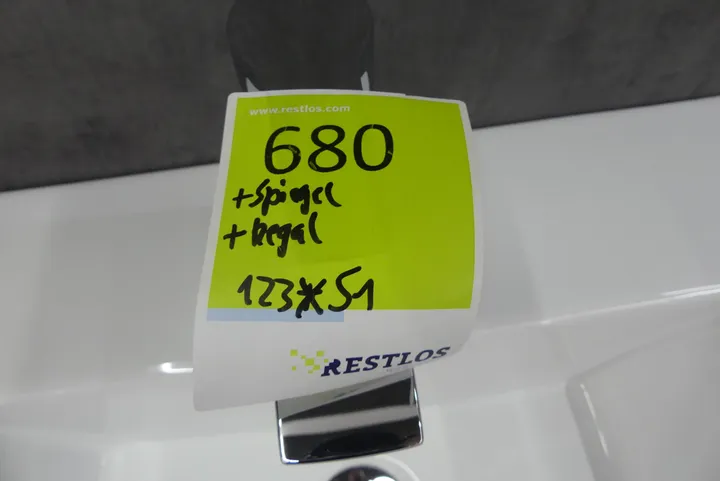 www.restlos.com
680
+Spiegel
+Regal
123*51
RESTLOS